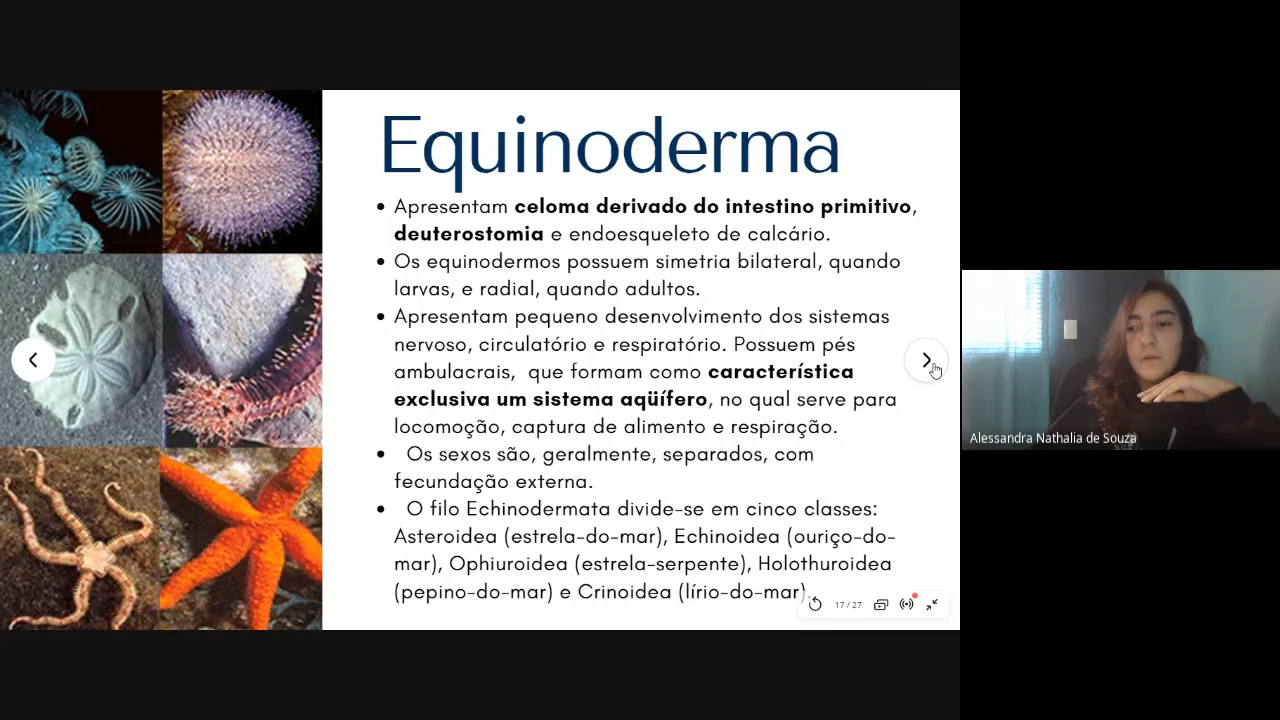 Equinoderma
• Apresentam celoma derivado do intestino primitivo,
deuterostomia e endoesqueleto de calcário.
• Os equinodermos possuem simetria bilateral, quando
larvas, e radial, quando adultos.
• Apresentam pequeno desenvolvimento dos sistemas
nervoso, circulatório e respiratório. Possuem pés
ambulacrais, que formam como característica
exclusiva um sistema aqüífero, no qual serve para
locomoção, captura de alimento e respiração.
• Os sexos são, geralmente, separados, com
fecundação externa.
• O filo Echinodermata divide-se em cinco classes:
Asteroidea (estrela-do-mar), Echinoidea (ouriço-do-
mar), Ophiuroidea (estrela-serpente), Holothuroidea
(pepino-do-mar) e Crinoidea (lírio-do-mar).
17 / 27
Alessandra Nathalia de Souza